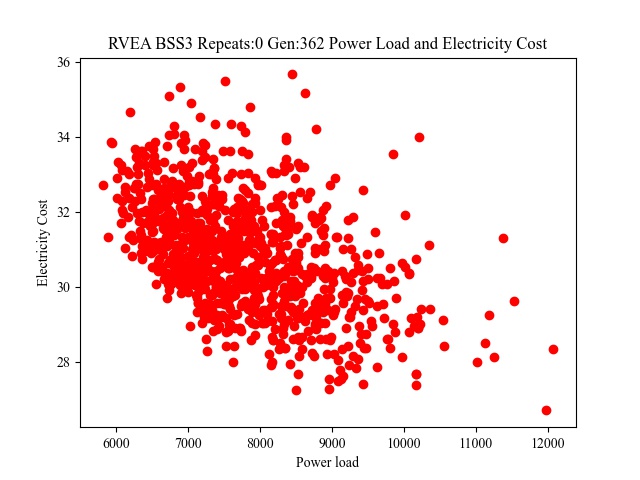 RVEA BSS3 Repeats:0 Gen:362 Power Load and Electricity Cost
36
34
32
30
28
Electricity Cost
6000 7000 8000 9000 10000 11000 12000
Power load